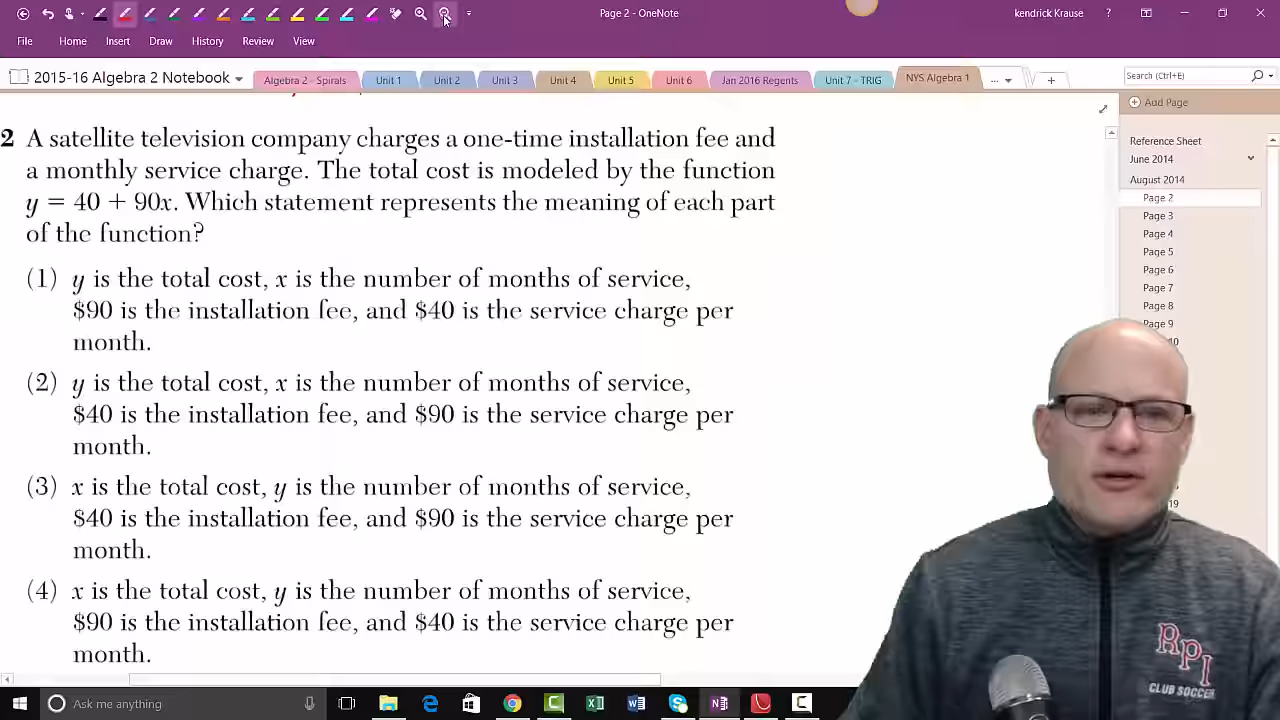 Page 2 - OneNote
kendrick Krause
?
File
Home
Insert
Draw
History
Review
View
2015-16 Algebra 2 Notebook
Algebra 2 - Spirals
Unit 1
Unit 2
Unit 3
Unit 4
Unit 5
Unit 6
Jan 2016 Regents
Unit 7 - TRIG
NYS Algebra 1
...
+
Search (Ctrl+E)
Add Page
Reference Sheet
June 2014
August 2014
Page 2
Page 3
Page 4
Page 5
Page 6
Page 7
Page 8
Page 9
10
19
2 A satellite television company charges a one-time installation fee and
a monthly service charge. The total cost is modeled by the function
y = 40 + 90x. Which statement represents the meaning of each part
of the function?
(1) y is the total cost, x is the number of months of service,
$90 is the installation fee, and $40 is the service charge per
month.
(2) y is the total cost, x is the number of months of service,
$40 is the installation fee, and $90 is the service charge per
month.
(3) x is the total cost, y is the number of months of service,
$40 is the installation fee, and $90 is the service charge per
month.
(4) x is the total cost, y is the number of months of service,
$90 is the installation fee, and $40 is the service charge per
month.
RPI
CLUB SOCCER
Ask me anything